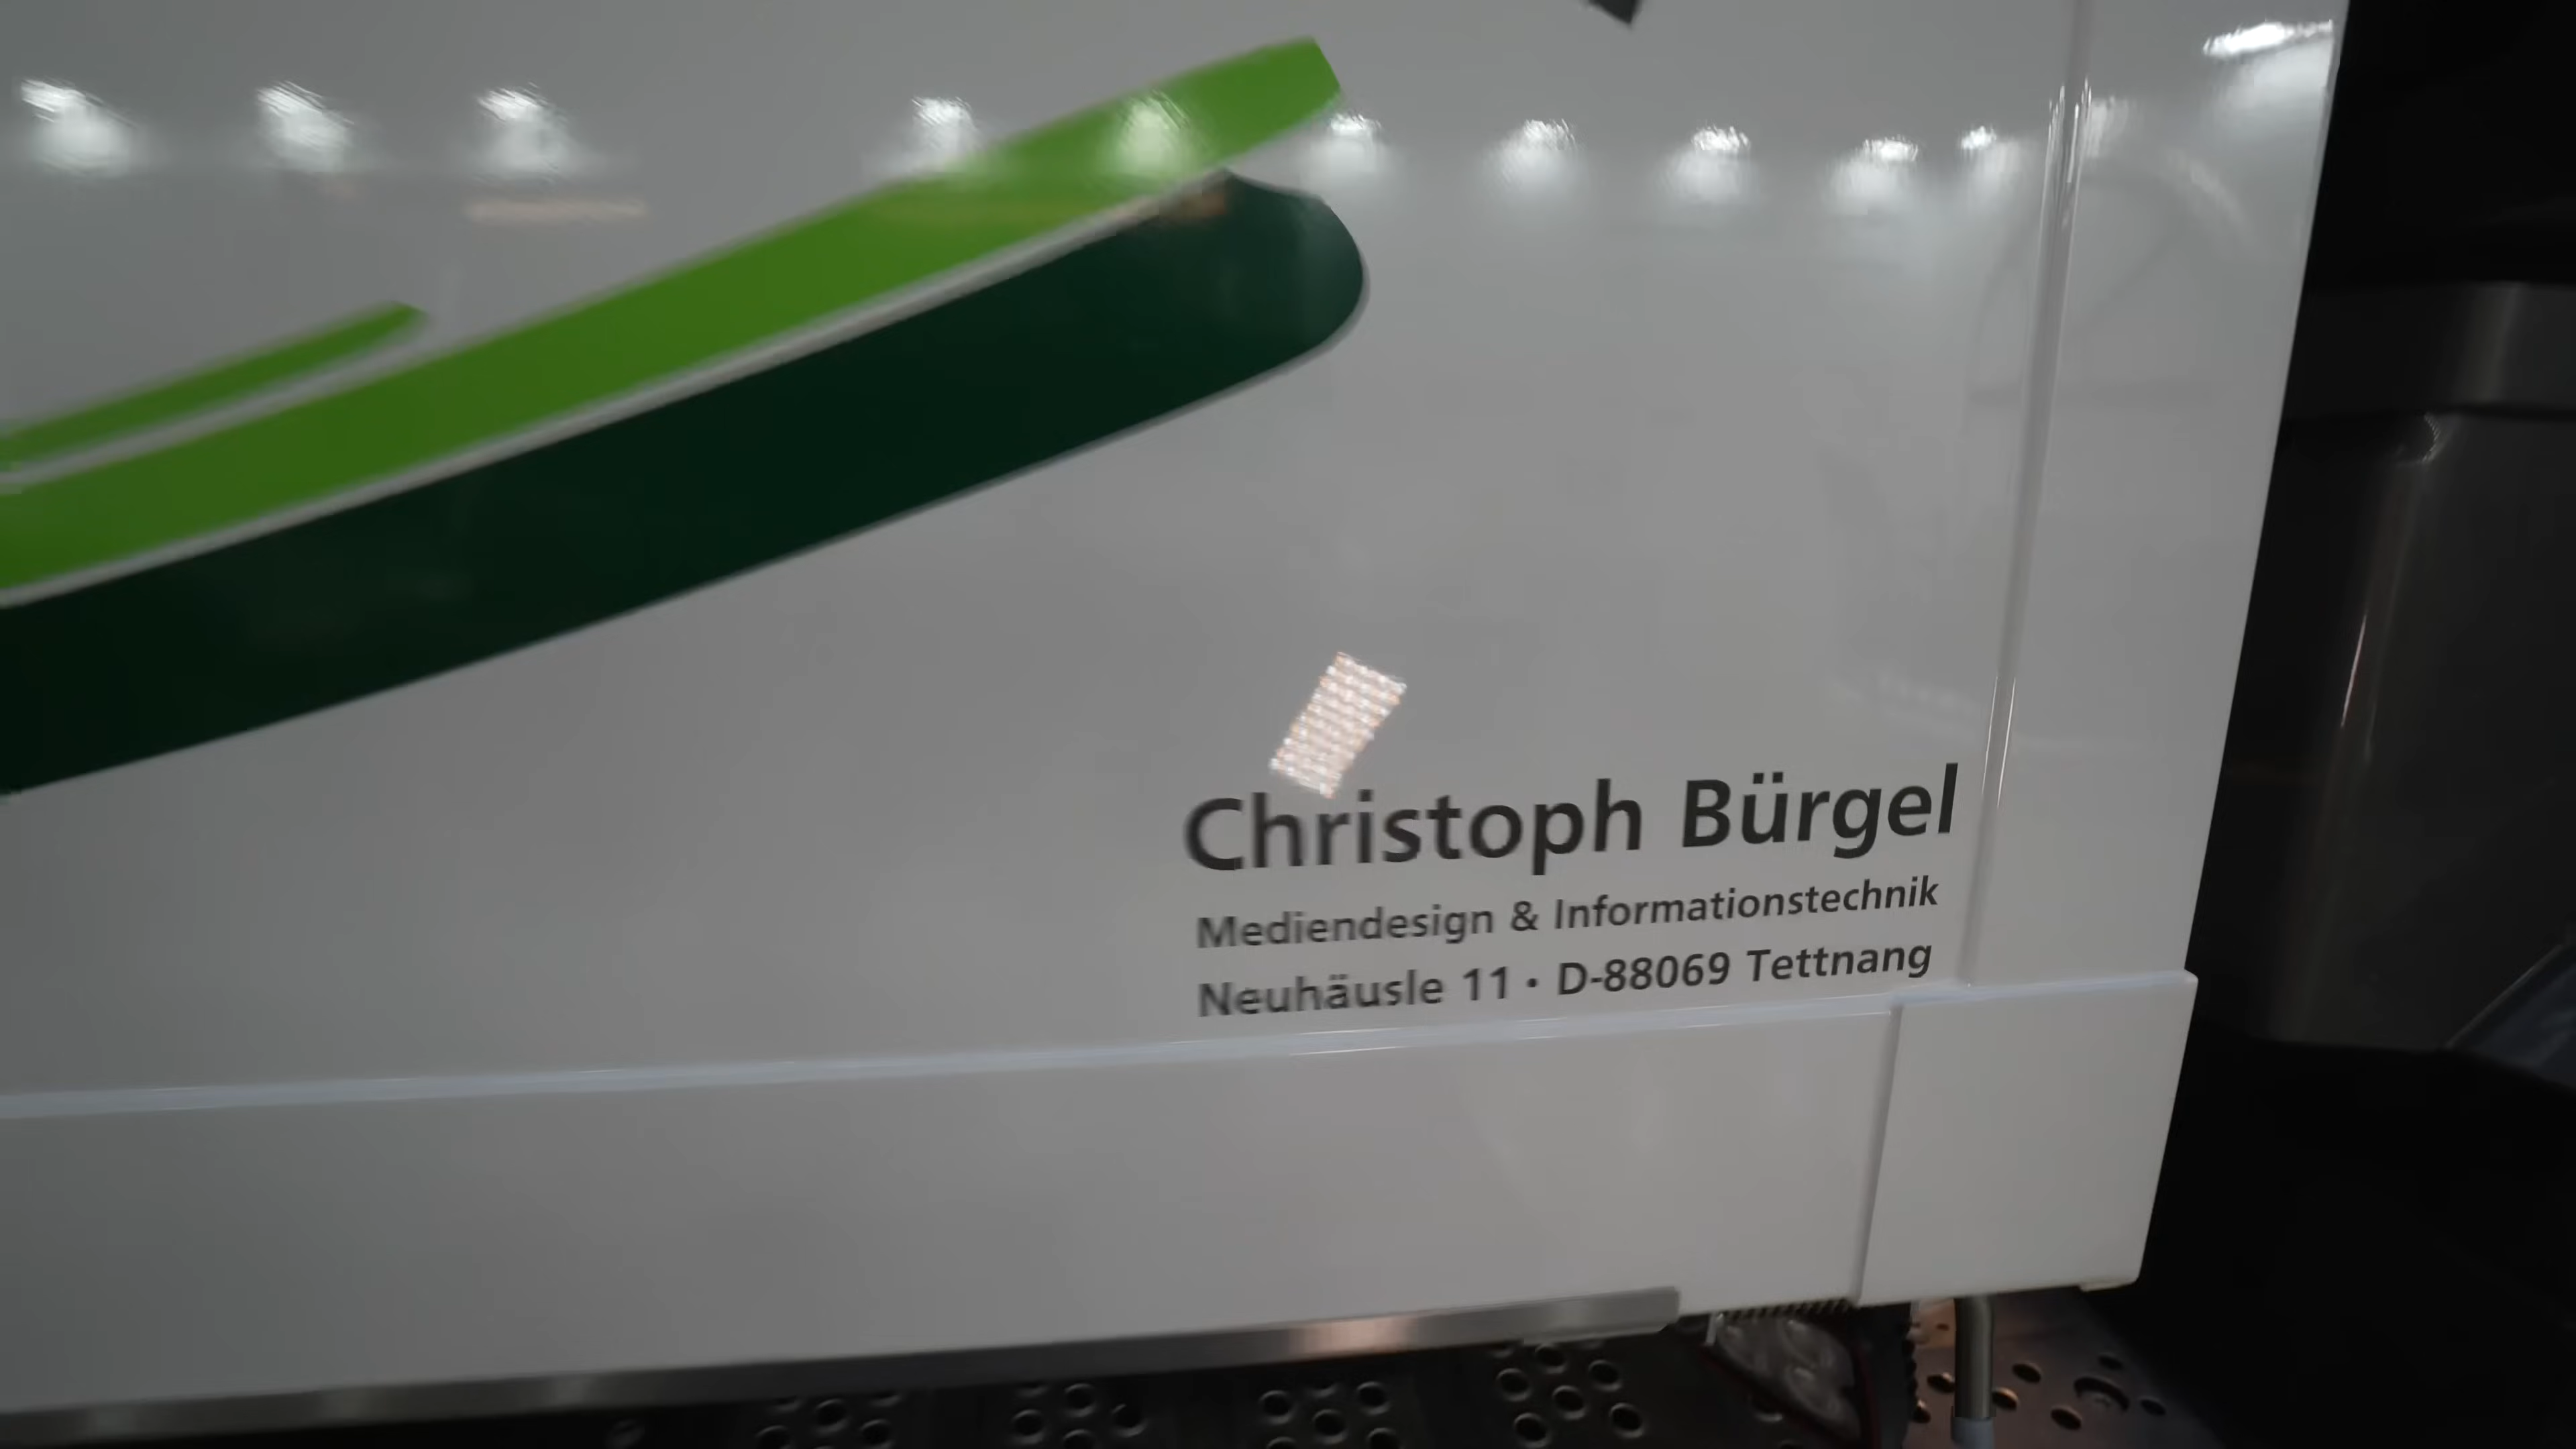 Christoph Bürgel
Mediendesign & Informationstechnik
Neuhäusle 11 • D-88069 Tettnang